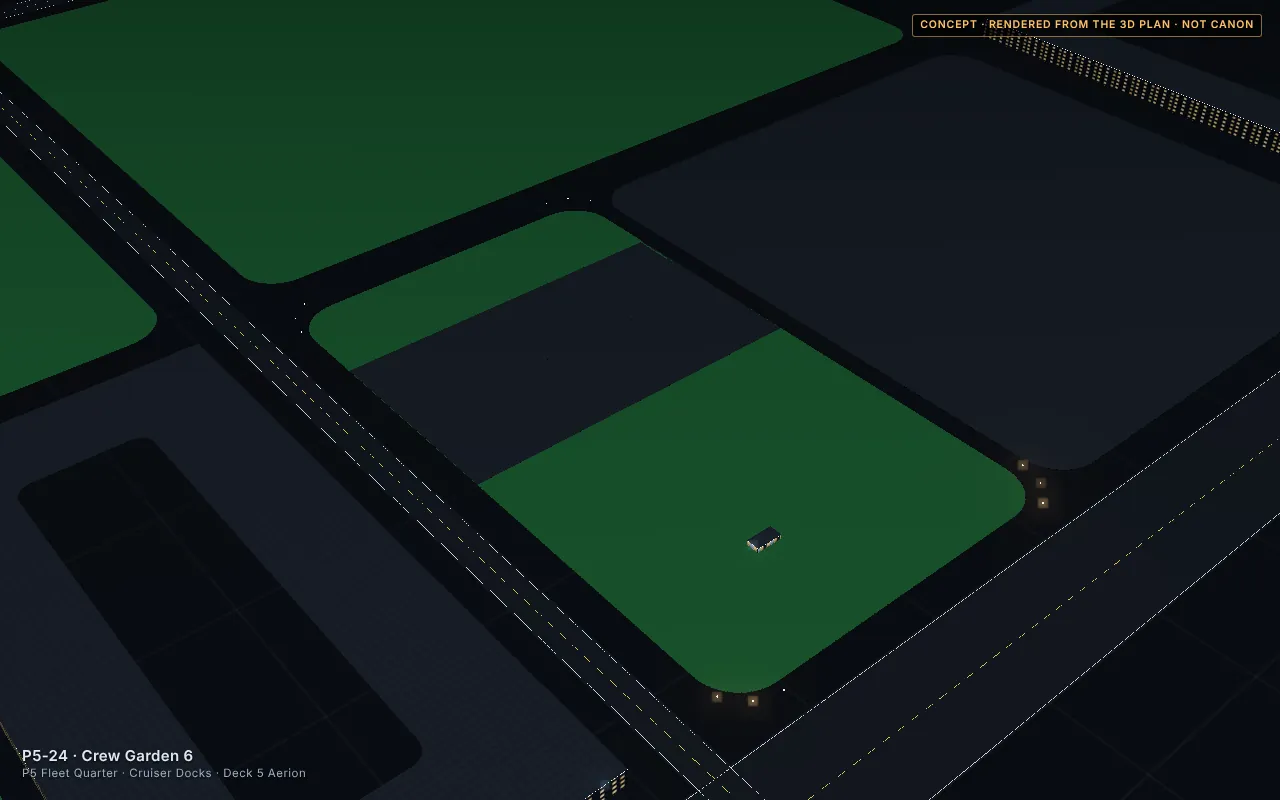 CONCEPT · RENDERED FROM THE 3D PLAN · NOT CANON
P5-24 · Crew Garden 6
P5 Fleet Quarter · Cruiser Docks · Deck 5 Aerion